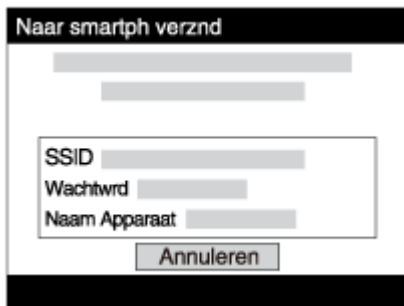 Naar smartph verznd
SSID
Wachtwrd
Naam Apparaat
Annuleren